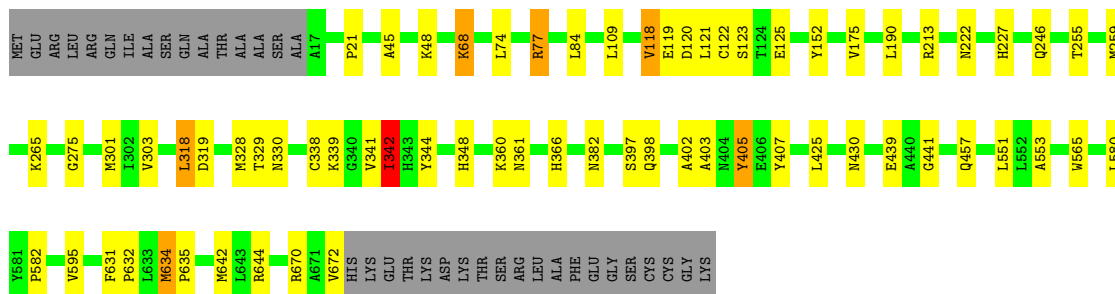 MET GLU ARG LEU ARG GLN ILE ALA SER GLN ALA THR ALA ALA SER ALA A17 P21 A45 K48 K68 L74 R77 L84 L109 V118 E119 D120 L121 C122 S123 T124 E125 Y152 V175 L190 R213 N222 H227 Q246 T255 M259
K265 G275 M301 I302 V303 L318 D319 M328 T329 N330 C338 K339 G340 V341 I342 H343 Y344 H348 K360 N361 H366 N382 S397 Q398 A402 A403 N404 Y405 E406 Y407 L425 N430 E439 A440 G441 Q457 L551 L552 A553 W565 L580
Y581 P582 V595 F631 P632 L633 M634 P635 M642 L643 R644 R670 A671 V672 HIS LYS GLU THR LYS ASP LYS THR SER ARG LEU ALA PHE GLU GLY SER CYS CYS GLY LYS